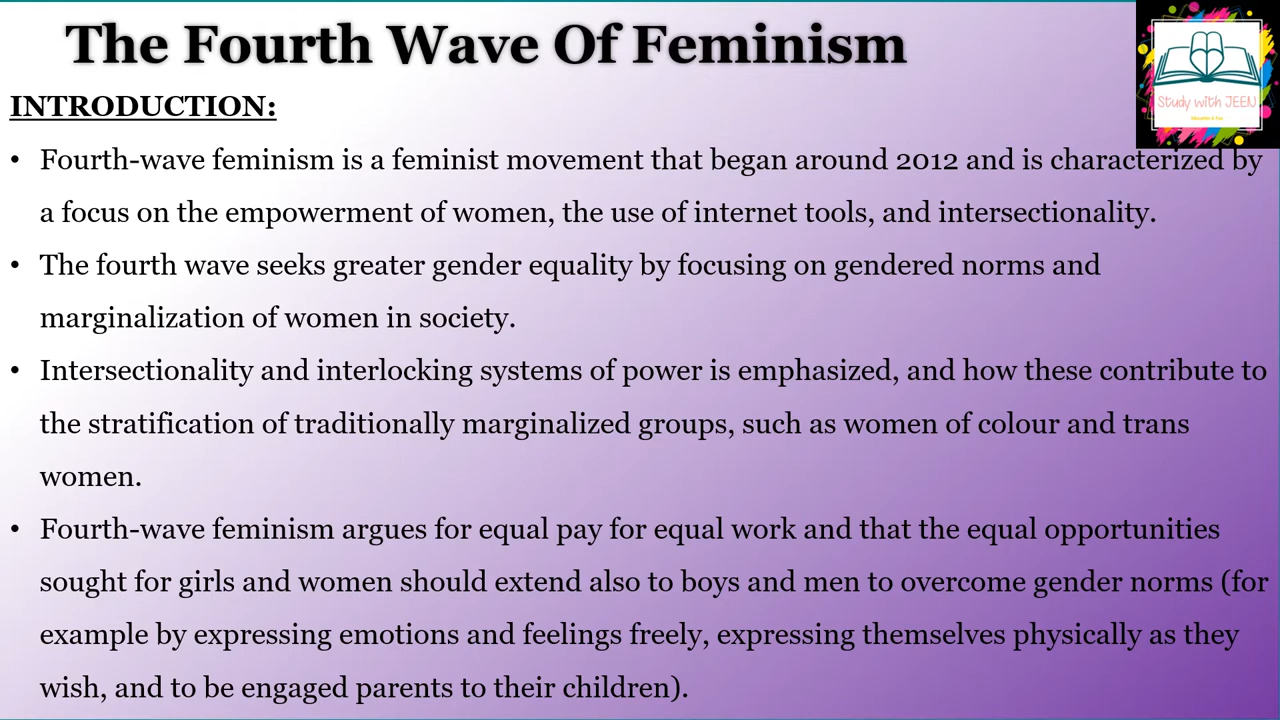 The Fourth Wave Of Feminism
Study with JEEN
Education & Fun
INTRODUCTION:
• Fourth-wave feminism is a feminist movement that began around 2012 and is characterized by
a focus on the empowerment of women, the use of internet tools, and intersectionality.
• The fourth wave seeks greater gender equality by focusing on gendered norms and
marginalization of women in society.
• Intersectionality and interlocking systems of power is emphasized, and how these contribute to
the stratification of traditionally marginalized groups, such as women of colour and trans
women.
• Fourth-wave feminism argues for equal pay for equal work and that the equal opportunities
sought for girls and women should extend also to boys and men to overcome gender norms (for
example by expressing emotions and feelings freely, expressing themselves physically as they
wish, and to be engaged parents to their children).